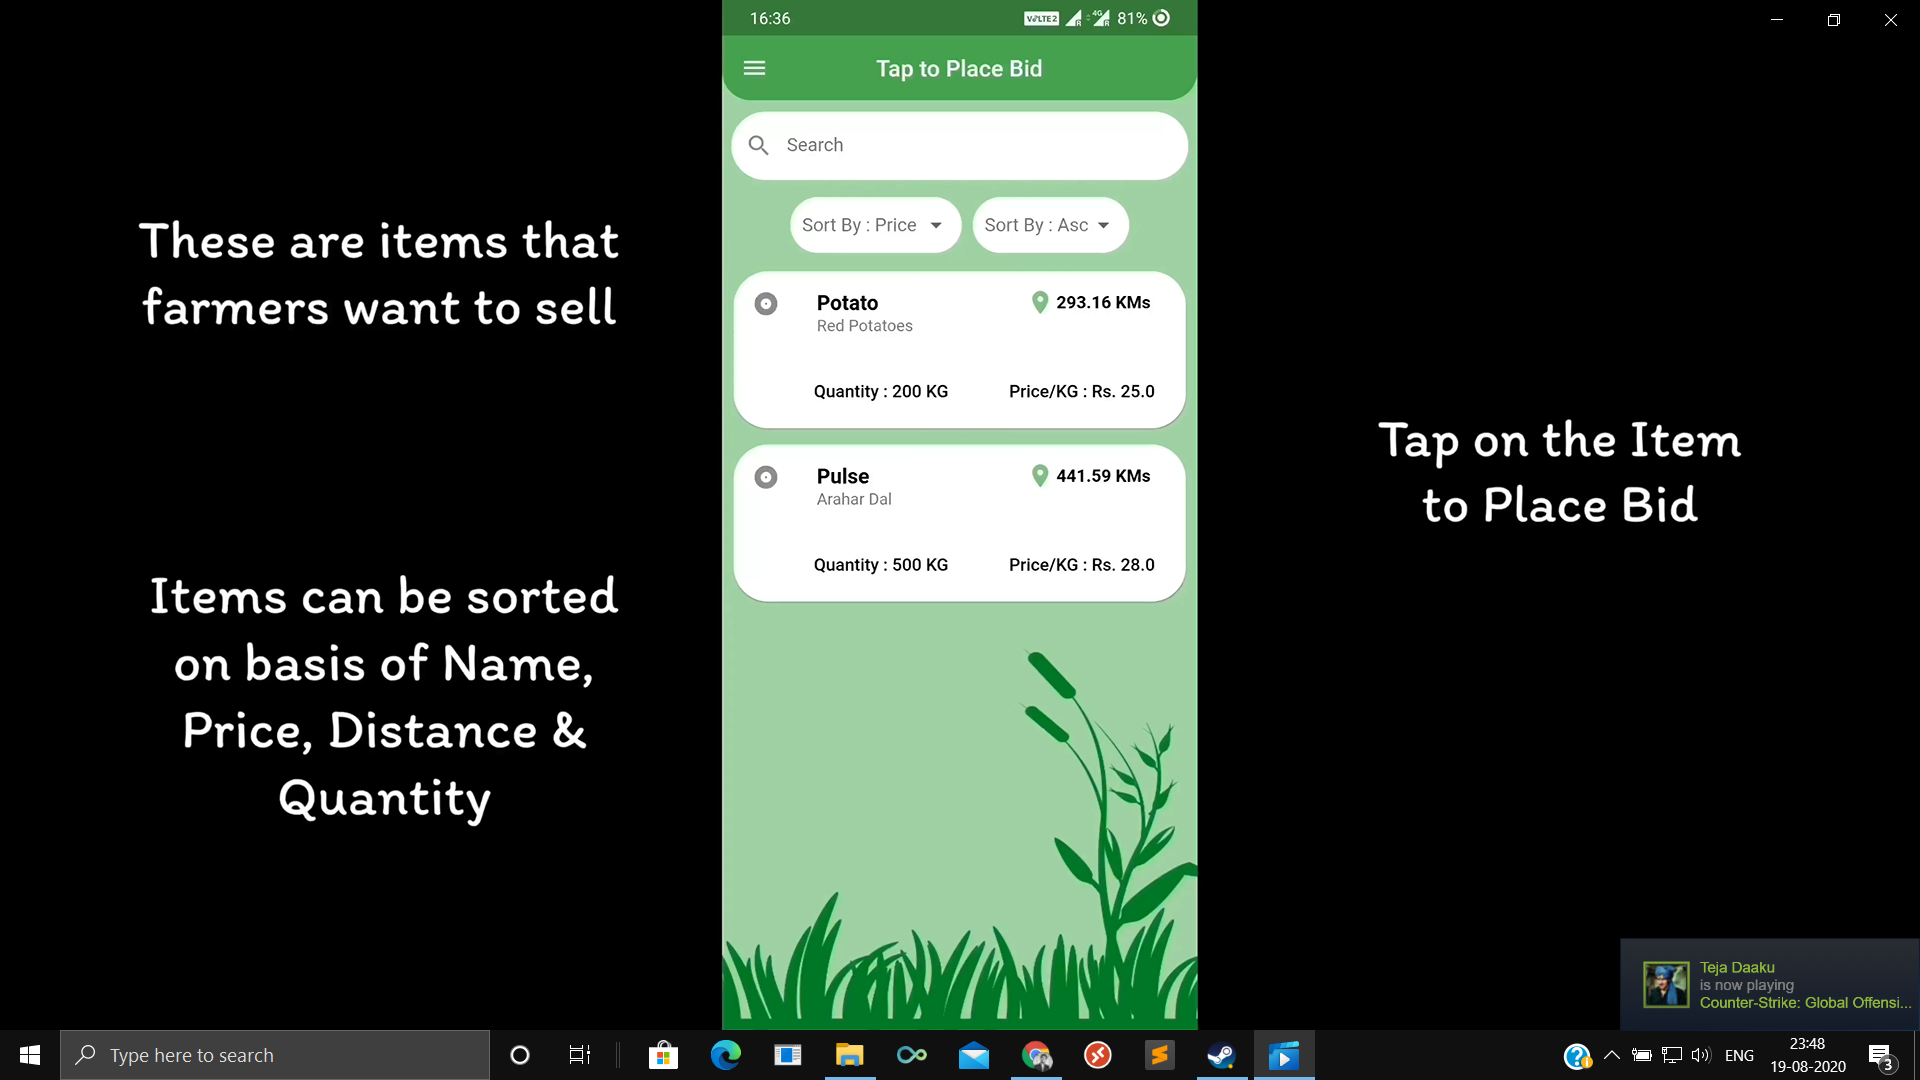 16:36
VoLTE2
4G
R
R
81%
Tap to Place Bid
Search
Sort By : Price
Sort By : Asc
Potato
293.16 KMs
Red Potatoes
Quantity : 200 KG
Price/KG : Rs. 25.0
Pulse
441.59 KMs
Arahar Dal
Quantity : 500 KG
Price/KG : Rs. 28.0
These are items that
farmers want to sell
Items can be sorted
on basis of Name,
Price, Distance &
Quantity
Tap on the Item
to Place Bid
Teja Daaku
is now playing
Counter-Strike: Global Offensi...
Type here to search
ENG
23:48
19-08-2020
3